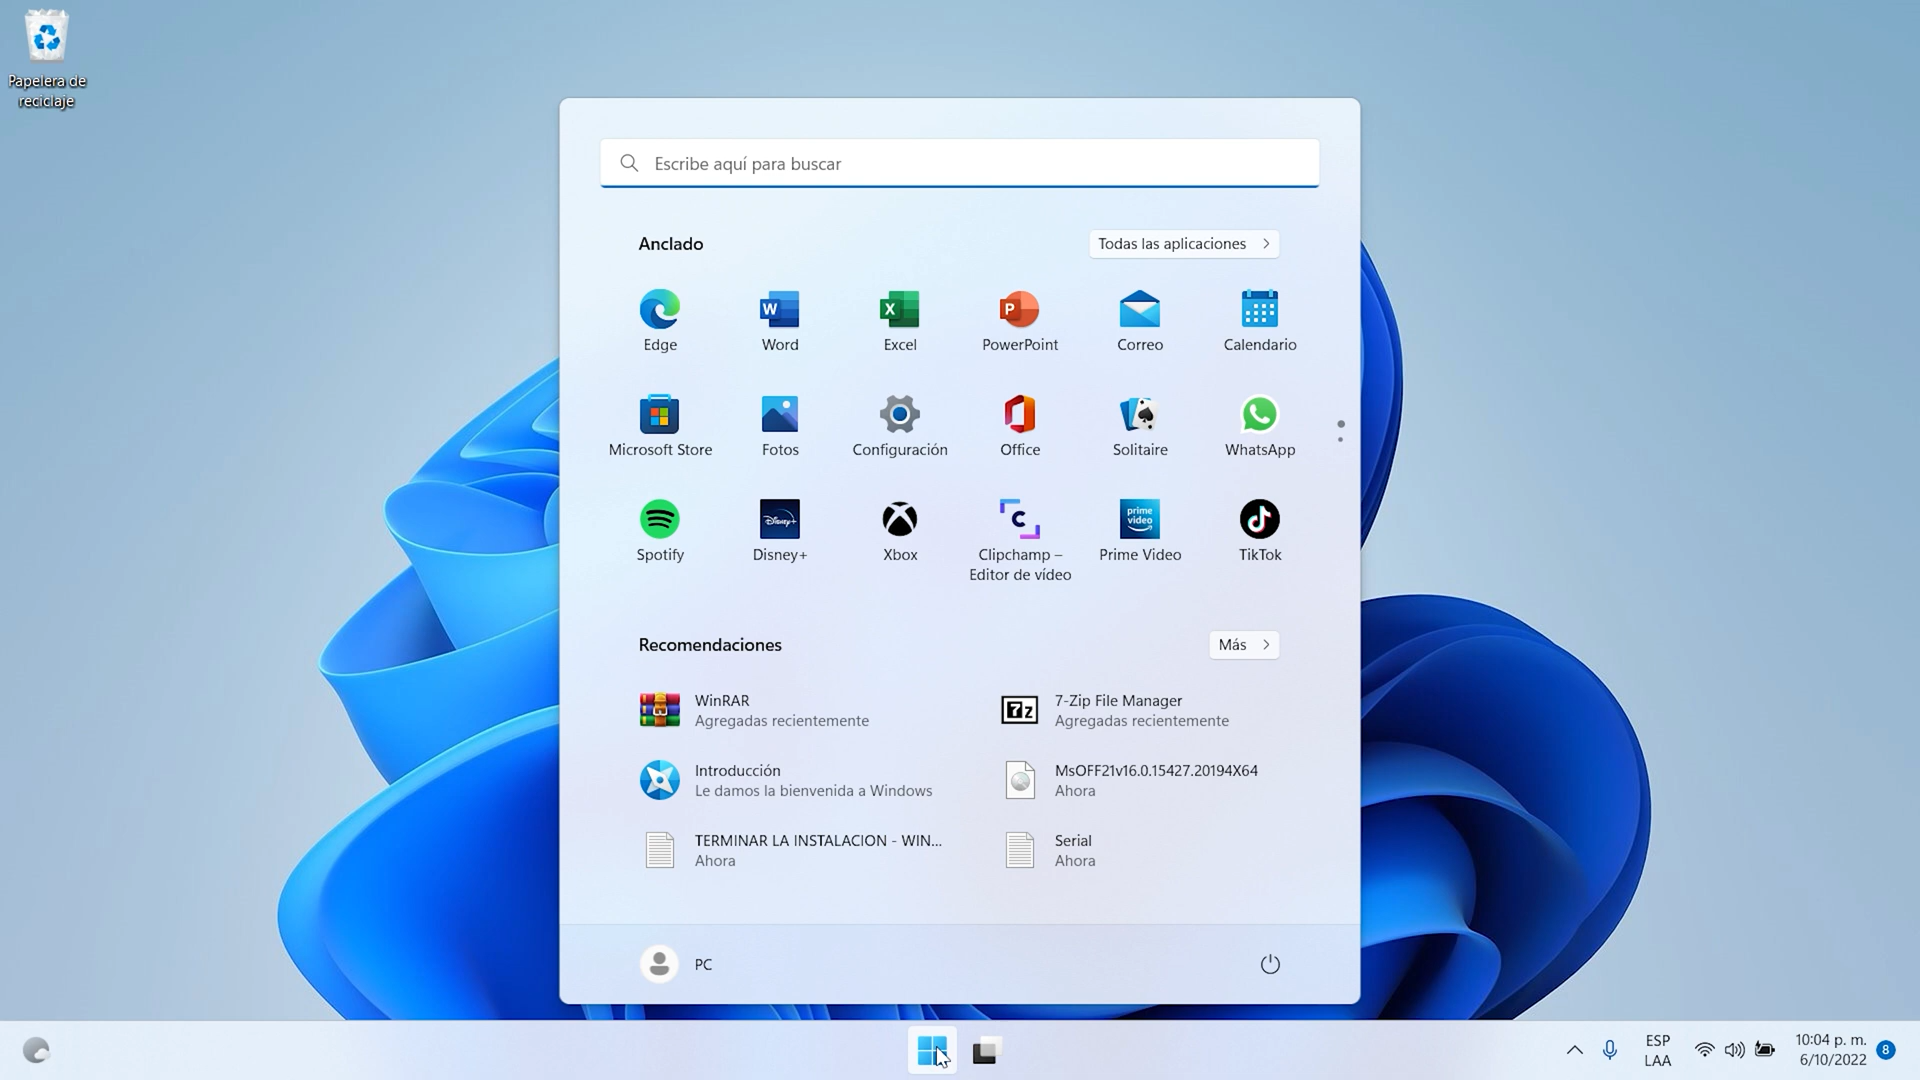 Papelera de
reciclaje
Escribe aquí para buscar
Anclado
Todas las aplicaciones
Edge
Word
Excel
PowerPoint
Correo
Calendario
Microsoft Store
Fotos
Configuración
Office
Solitaire
WhatsApp
Spotify
Disney+
Xbox
Clipchamp –
Editor de vídeo
prime
video
Prime Video
TikTok
Recomendaciones
Más
WinRAR
Agregadas recientemente
7-Zip File Manager
Agregadas recientemente
Introducción
Le damos la bienvenida a Windows
MsOFF21v16.0.15427.20194X64
Ahora
TERMINAR LA INSTALACION - WIN...
Ahora
Serial
Ahora
PC
ESP
LAA
10:04 p. m.
6/10/2022
8